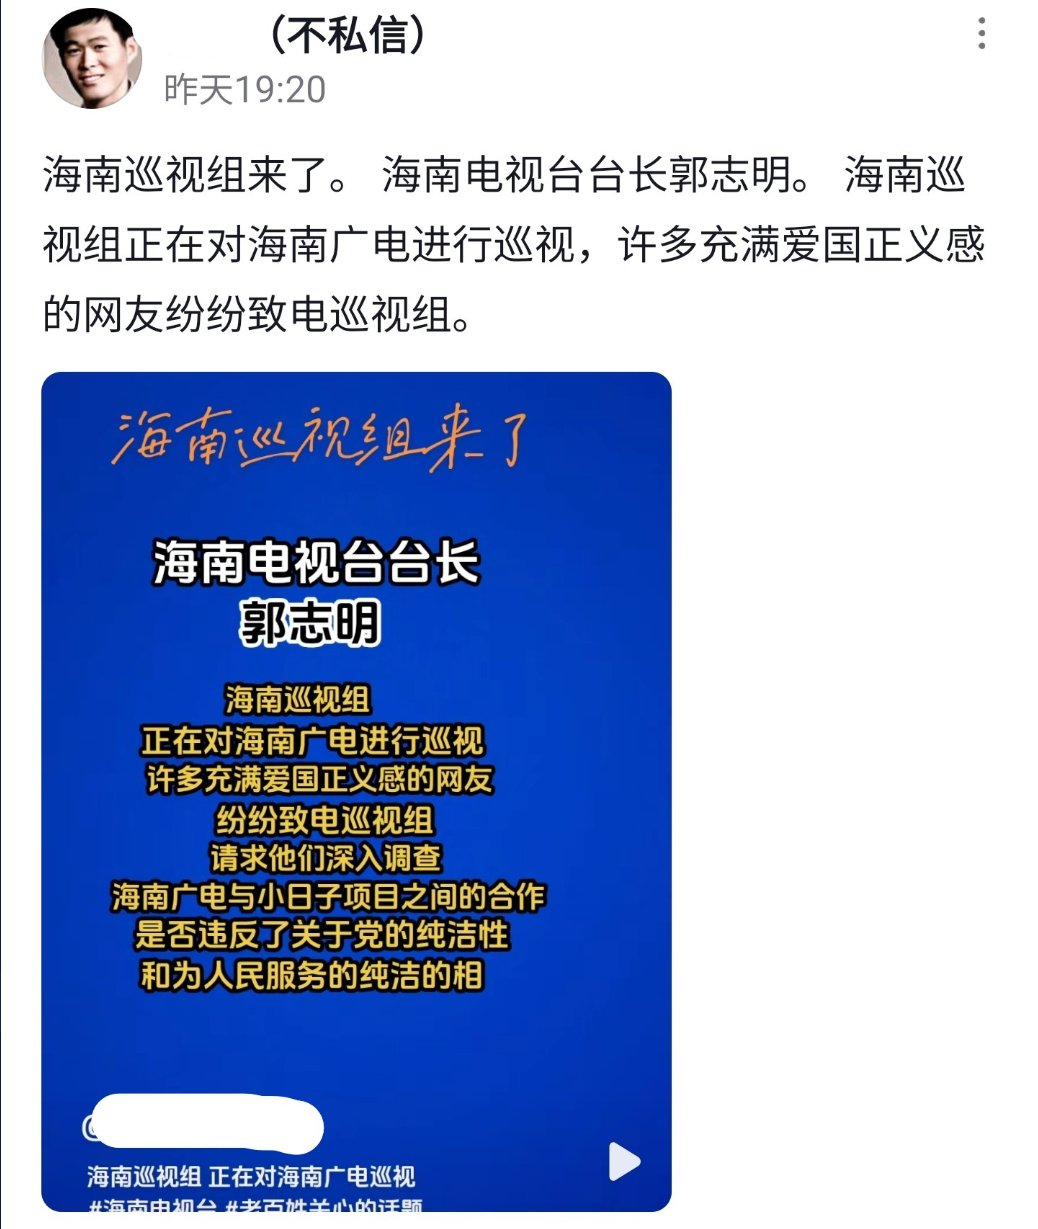 （不私信）
昨天19:20
海南巡视组来了。 海南电视台台长郭志明。 海南巡
视组正在对海南广电进行巡视，许多充满爱国正义感
的网友纷纷致电巡视组。
海南巡视组来了
海南电视台台长
郭志明
海南巡视组
正在对海南广电进行巡视
许多充满爱国正义感的网友
纷纷致电巡视组
请求他们深入调查
海南广电与小日子项目之间的合作
是否违反了关于党的纯洁性
和为人民服务的纯洁的相
@
海南巡视组 正在对海南广电巡视
#海南电视台 #老百姓关心的话题